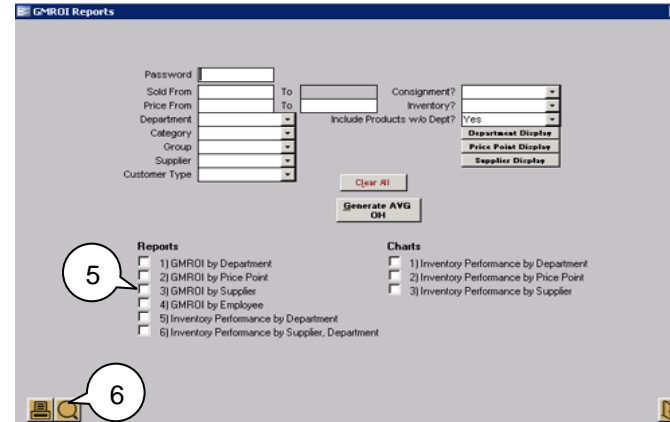 GMROI Reports
Password
Sold From To Consignment?
Price From To Inventory?
Department Include Products w/o Dept? Yes
Category Department Display
Group Price Point Display
Supplier Supplier Display
Customer Type
Clear All
Generate AVG
OH
Reports Charts
1) GMROI by Department 1) Inventory Performance by Department
2) GMROI by Price Point 2) Inventory Performance by Price Point
5 3) GMROI by Supplier 3) Inventory Performance by Supplier
4) GMROI by Employee
5) Inventory Performance by Department
6) Inventory Performance by Supplier, Department
6